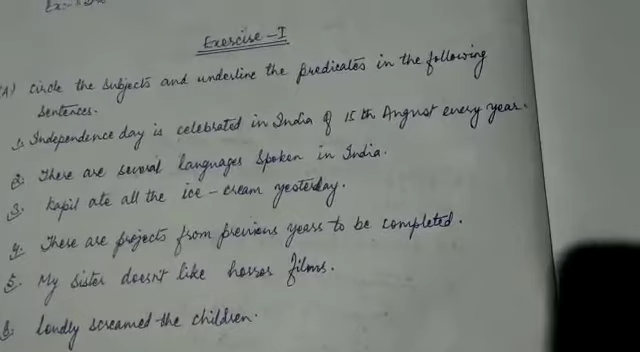 Exercise - I
(A) Circle the subjects and underline the predicates in the following
sentences.
1. Independence day is celebrated in India of 15th August every year.
2. There are several languages spoken in India.
3. Kapil ate all the ice-cream yesterday.
4. These are projects from previous years to be completed.
5. My sister doesn't like horror films.
6. Loudly screamed the children.